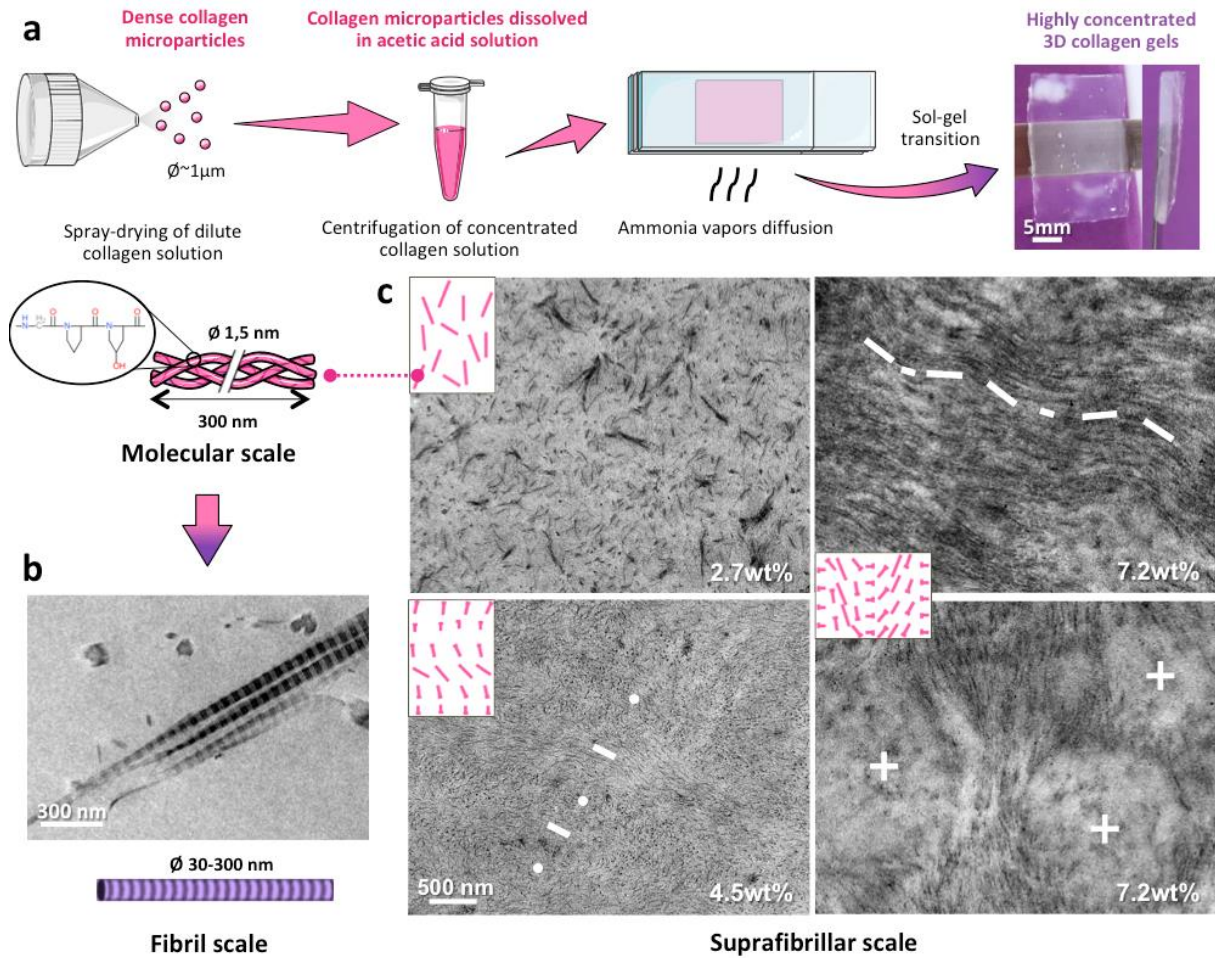 a
Dense collagen
microparticles
Collagen microparticles dissolved
in acetic acid solution
Highly concentrated
3D collagen gels
Ø~1µm
Sol-gel
transition
5mm
Spray-drying of dilute
collagen solution
Centrifugation of concentrated
collagen solution
Ammonia vapors diffusion
H
N
C
H₂
O
N
O
N
O
OH
Ø 1,5 nm
300 nm
Molecular scale
b
300 nm
Ø 30-300 nm
Fibril scale
c
2.7wt%
7.2wt%
500 nm
4.5wt%
7.2wt%
Suprafibrillar scale